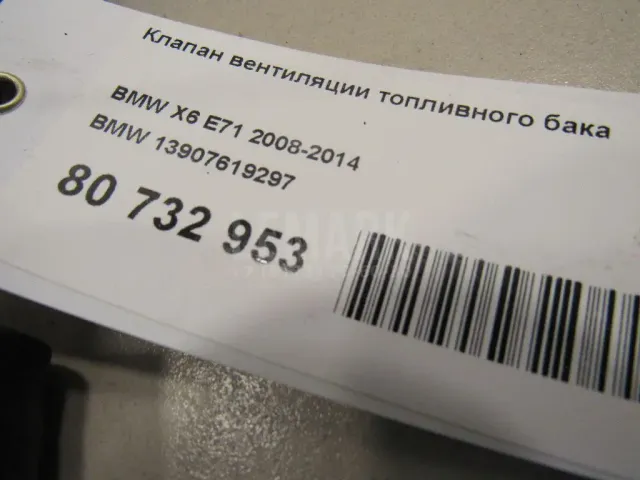 Клапан вентиляции топливного бака
BMW X6 E71 2008-2014
BMW 13907619297
80 732 953